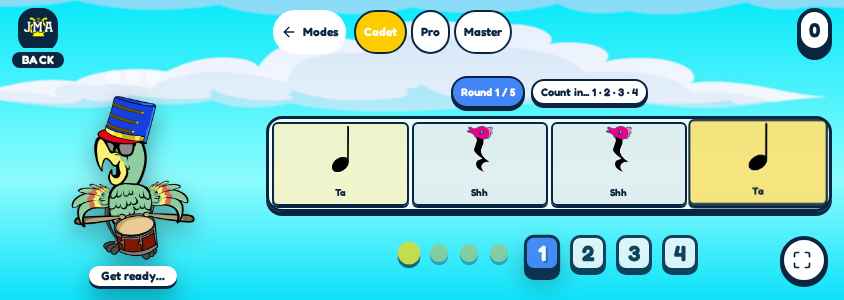 JMA
BACK
← Modes
Cadet
Pro
Master
0
Round 1 / 5
Count in... 1 · 2 · 3 · 4
Ta
Shh
Shh
Ta
1
2
3
4
Get ready...